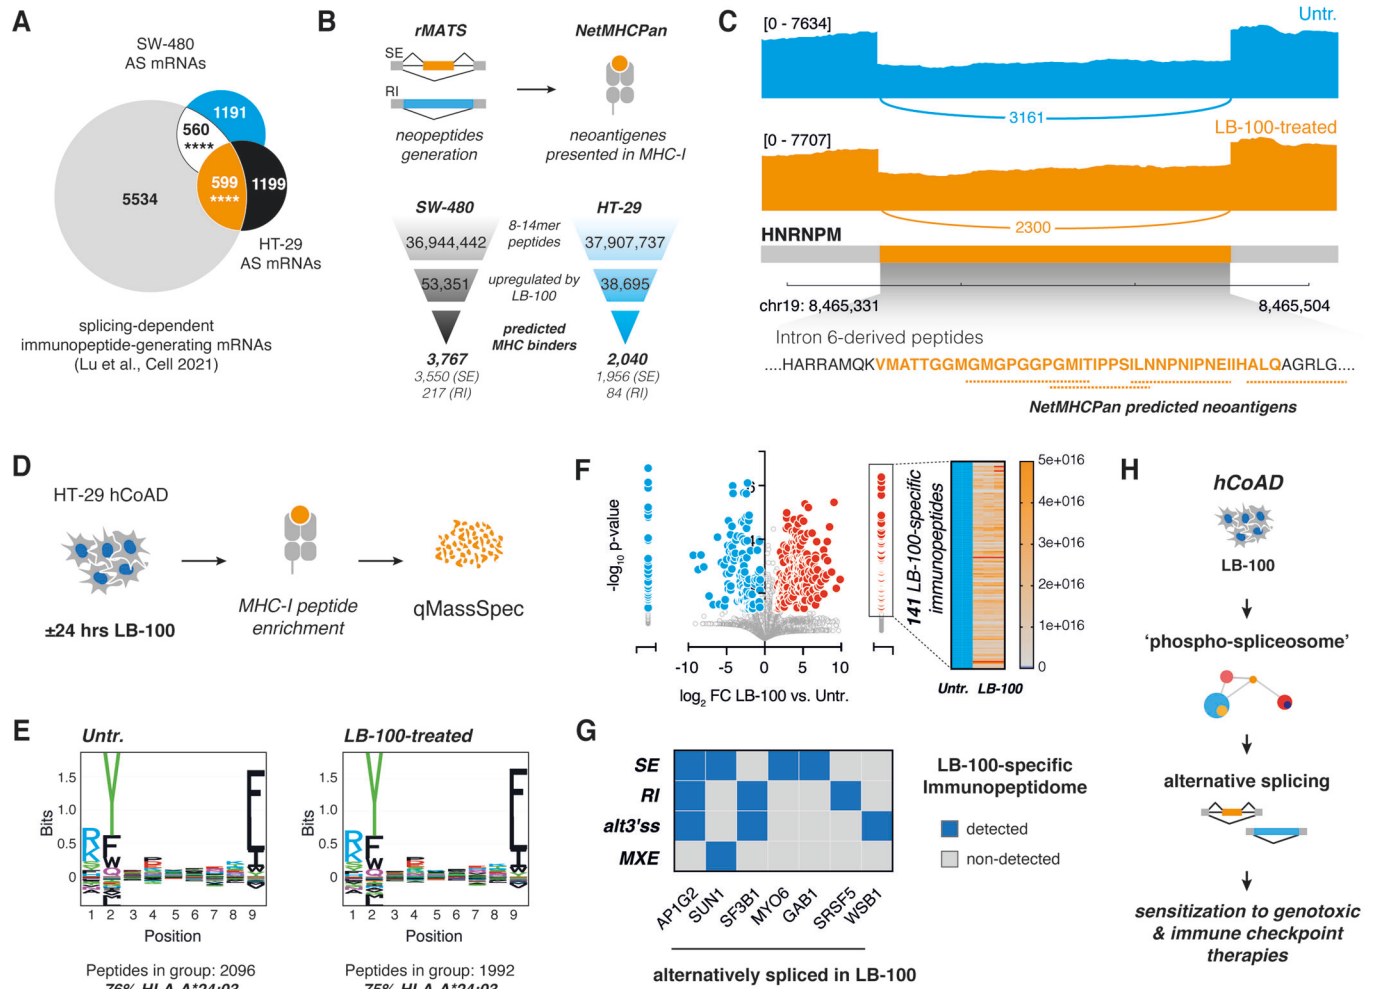 A
SW-480
AS mRNAs
1191
560
****
5534
599
****
1199
HT-29
AS mRNAs
splicing-dependent
immunopeptide-generating mRNAs
(Lu et al., Cell 2021)
B
rMATS
NetMHCPan
SE
RI
neopeptides
generation
neoantigenes
presented in MHC-I
SW-480
HT-29
8-14mer
peptides
36,944,442
37,907,737
upregulated by
LB-100
53,351
38,695
predicted
MHC binders
3,767
2,040
3,550 (SE)
1,956 (SE)
217 (RI)
84 (RI)
C
[0 - 7634]
Untr.
3161
[0 - 7707]
LB-100-treated
2300
HNRNPM
chr19: 8,465,331
8,465,504
Intron 6-derived peptides
....HARRAMQKVMATTGGMGMGPGGPGMITIPPSILNNPNIPNEIIHALQAGRLG....
NetMHCPan predicted neoantigens
D
HT-29 hCoAD
±24 hrs LB-100
MHC-I peptide
enrichment
qMassSpec
E
Untr.
LB-100-treated
Bits
1.5
1.0
0.5
0
1 2 3 4 5 6 7 8 9
Position
Peptides in group: 2096
76% HLA-A*24:03
Bits
1.5
1.0
0.5
0
1 2 3 4 5 6 7 8 9
Position
Peptides in group: 1992
75% HLA-A*24:03
F
-log10 p-value
-10 -5 0 5 10
log2 FC LB-100 vs. Untr.
141 LB-100-specific
immunopeptides
Untr. LB-100
5e+016
4e+016
3e+016
2e+016
1e+016
0
G
SE
RI
alt3'ss
MXE
AP1G2
SUN1
SF3B1
MYO6
GAB1
SRSF5
WSB1
alternatively spliced in LB-100
LB-100-specific
Immunopeptidome
detected
non-detected
H
hCoAD
LB-100
'phospho-spliceosome'
alternative splicing
sensitization to genotoxic
& immune checkpoint
therapies